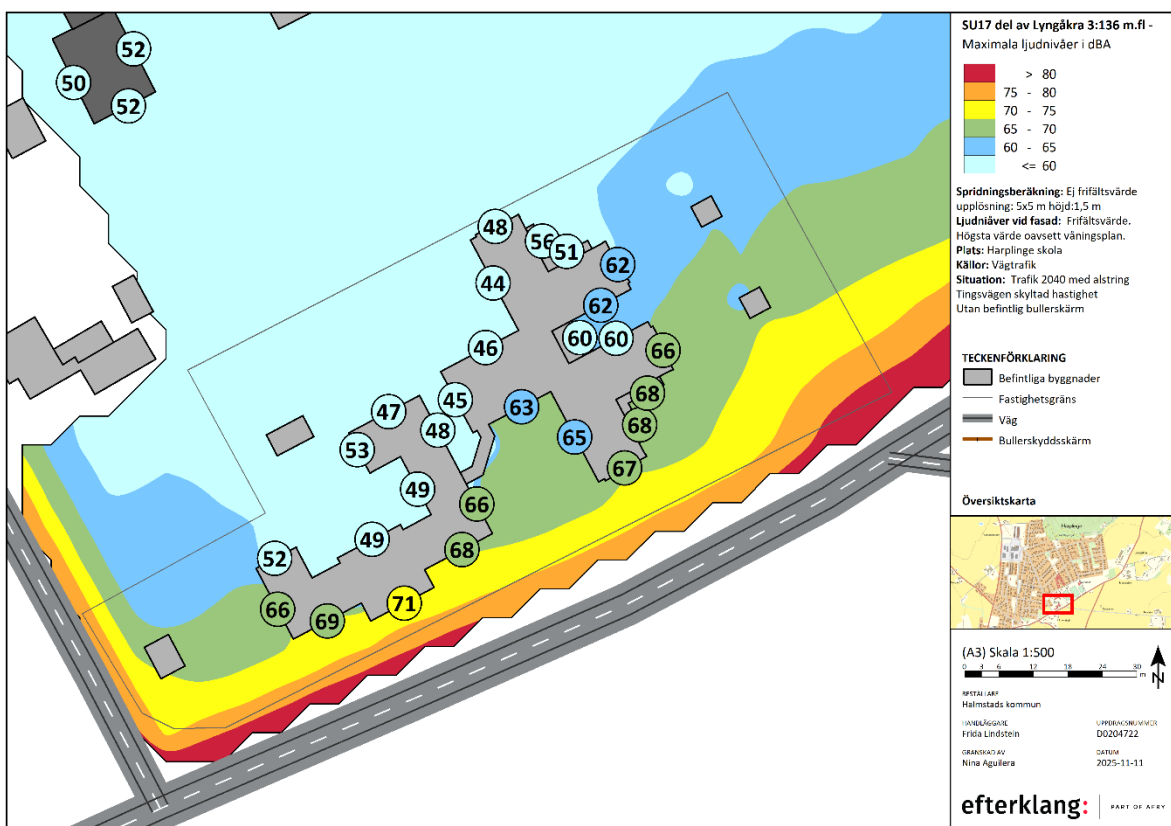 SU17 del av Lyngåkra 3:136 m.fl -
Maximala ljudnivåer i dBA
> 80
75 - 80
70 - 75
65 - 70
60 - 65
<= 60
Spridningsberäkning: Ej frifältsvärde
upplösning: 5x5 m höjd:1,5 m
Ljudniåver vid fasad: Frifältsvärde.
Högsta värde oavsett våningsplan.
Plats: Harplinge skola
Källor: Vägtrafik
Situation: Trafik 2040 med alstring
Tingsvägen skyltad hastighet
Utan befintlig bullerskärm
TECKENFÖRKLARING
Befintliga byggnader
Fastighetsgräns
Väg
Bullerskyddsskärm
Översiktskarta
Harplinge
(A3) Skala 1:500
0 3 6 12 18 24 30
m
N
BESTÄLLARE
Halmstads kommun
HANDLÄGGARE
Frida Lindstein
UPPDRAGSNUMMER
D0204722
GRANSKAD AV
Nina Aguilera
DATUM
2025-11-11
efterklang: PART OF AFRY
52
50
52
48
56
51
62
44
62
60
60
46
66
68
45
63
47
68
48
65
53
67
49
66
49
68
52
71
66
69